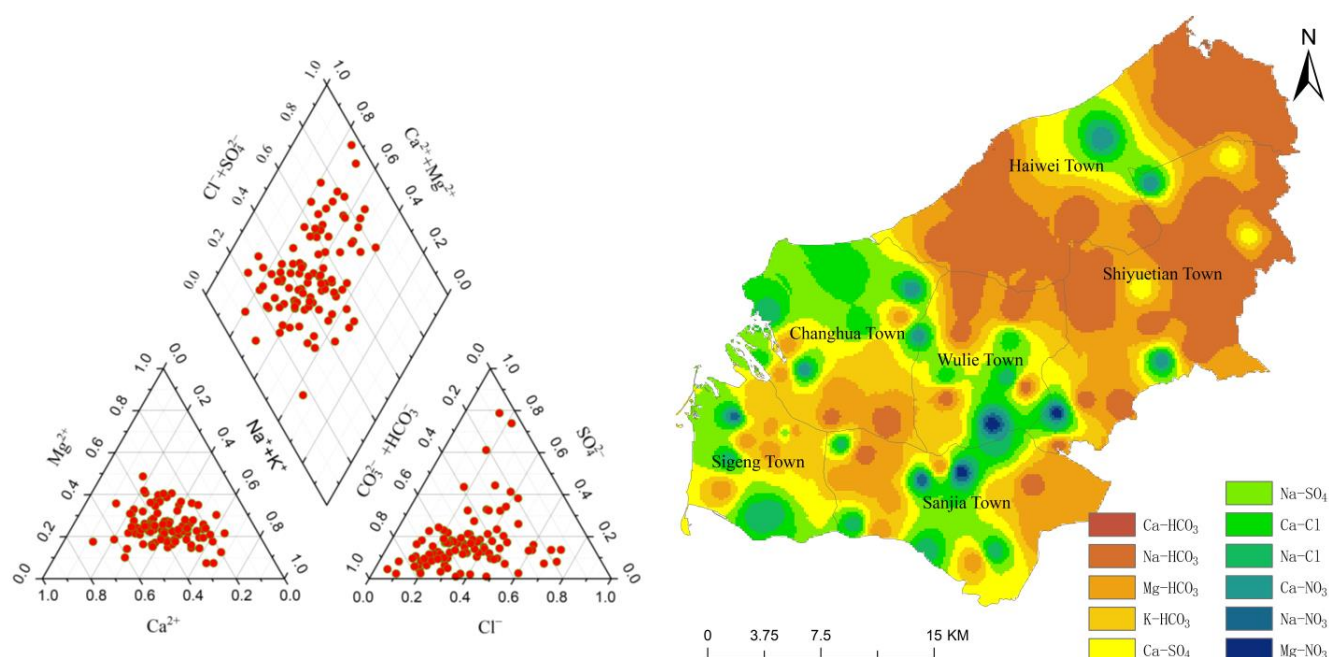 1.0
1.0
0.8
0.8
0.6
0.6
0.4
0.4
0.2
0.2
0.0
0.0
Cl⁻+SO₄²⁻
Ca²⁺+Mg²⁺
1.0
0.0
0.8
0.2
0.6
0.4
0.4
0.6
0.2
0.8
0.0
1.0
Mg²⁺
Na⁺+K⁺
1.0 0.8 0.6 0.4 0.2 0.0
Ca²⁺
1.0
0.0
0.8
0.2
0.6
0.4
0.4
0.6
0.2
0.8
1.0
0.0
CO₃²⁻+HCO₃⁻
SO₄²⁻
0.0 0.2 0.4 0.6 0.8 1.0
Cl⁻
N
Haiwei Town
Shiyuetian Town
Changhua Town
Wulie Town
Sigeng Town
Sanjia Town
0 3.75 7.5 15 KM
Ca-HCO₃
Na-HCO₃
Mg-HCO₃
K-HCO₃
Ca-SO₄
Na-SO₄
Ca-Cl
Na-Cl
Ca-NO₃
Na-NO₃
Mg-NO₃